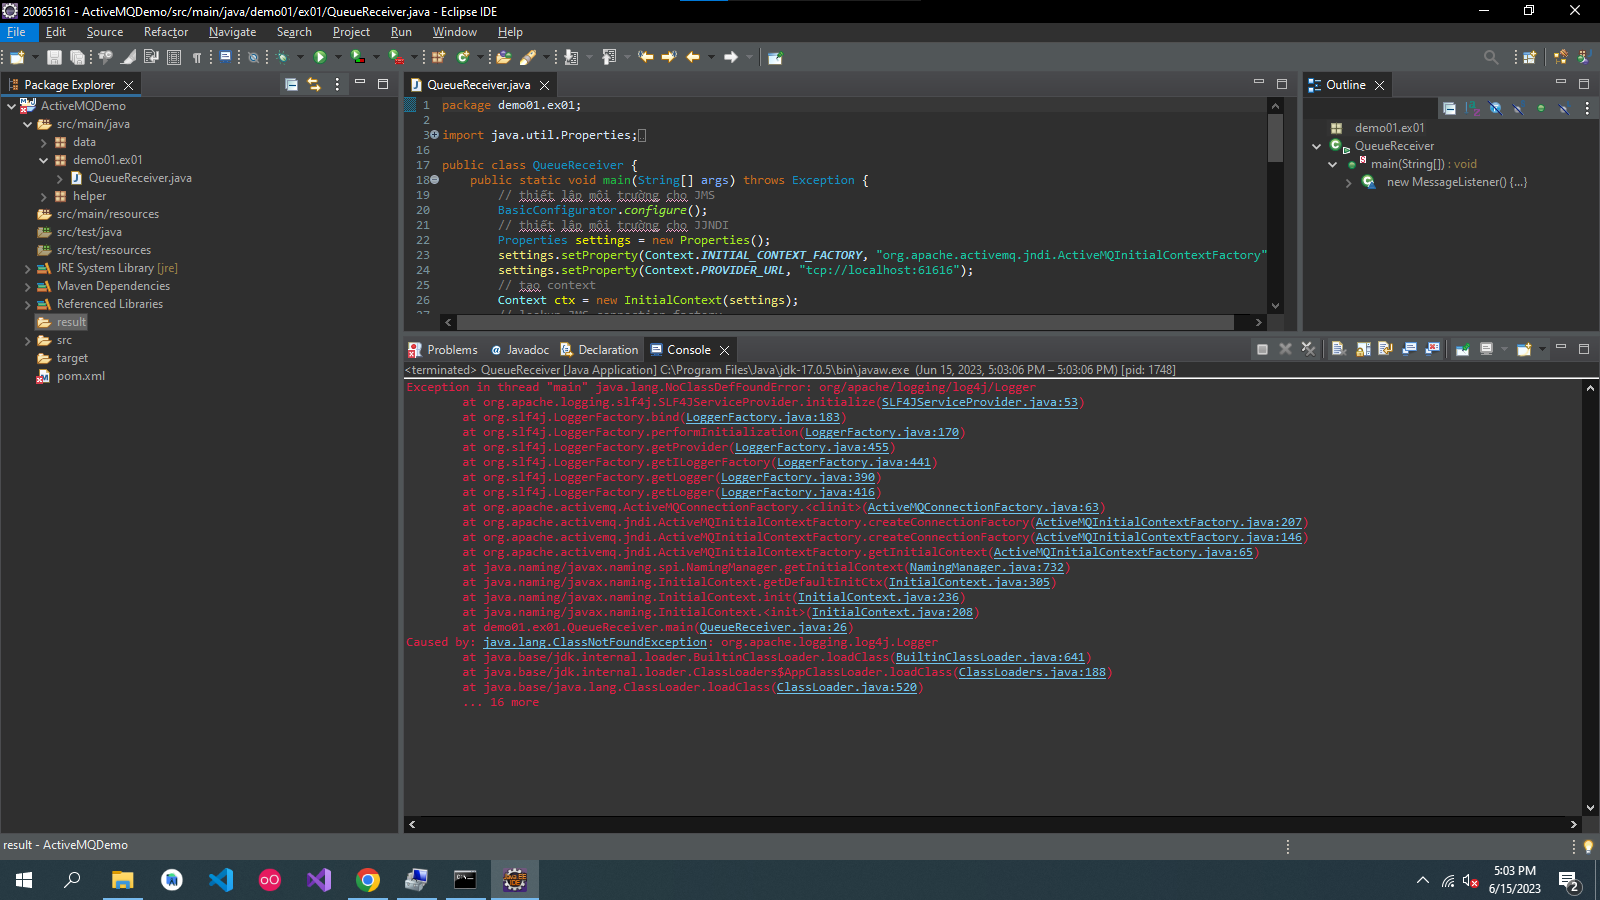 20065161 - ActiveMQDemo/src/main/java/demo01/ex01/QueueReceiver.java - Eclipse IDE
File Edit Source Refactor Navigate Search Project Run Window Help
Package Explorer
ActiveMQDemo
src/main/java
data
demo01.ex01
QueueReceiver.java
helper
src/main/resources
src/test/java
src/test/resources
JRE System Library [jre]
Maven Dependencies
Referenced Libraries
result
src
target
pom.xml
QueueReceiver.java
1 package demo01.ex01;
2
3 import java.util.Properties;
16
17 public class QueueReceiver {
18 public static void main(String[] args) throws Exception {
19 // thiết lập môi trường cho JMS
20 BasicConfigurator.configure();
21 // thiết lập môi trường cho JJNDI
22 Properties settings = new Properties();
23 settings.setProperty(Context.INITIAL_CONTEXT_FACTORY, "org.apache.activemq.jndi.ActiveMQInitialContextFactory"
24 settings.setProperty(Context.PROVIDER_URL, "tcp://localhost:61616");
25 // tạo context
26 Context ctx = new InitialContext(settings);
27 // lookup JMS connection factory
Outline
demo01.ex01
QueueReceiver
main(String[]) : void
new MessageListener() {...}
Problems Javadoc Declaration Console
<terminated> QueueReceiver [Java Application] C:\Program Files\Java\jdk-17.0.5\bin\javaw.exe (Jun 15, 2023, 5:03:06 PM – 5:03:06 PM) [pid: 1748]
Exception in thread "main" java.lang.NoClassDefFoundError: org/apache/logging/log4j/Logger
at org.apache.logging.slf4j.SLF4JServiceProvider.initialize(SLF4JServiceProvider.java:53)
at org.slf4j.LoggerFactory.bind(LoggerFactory.java:183)
at org.slf4j.LoggerFactory.performInitialization(LoggerFactory.java:170)
at org.slf4j.LoggerFactory.getProvider(LoggerFactory.java:455)
at org.slf4j.LoggerFactory.getILoggerFactory(LoggerFactory.java:441)
at org.slf4j.LoggerFactory.getLogger(LoggerFactory.java:390)
at org.slf4j.LoggerFactory.getLogger(LoggerFactory.java:416)
at org.apache.activemq.ActiveMQConnectionFactory.<clinit>(ActiveMQConnectionFactory.java:63)
at org.apache.activemq.jndi.ActiveMQInitialContextFactory.createConnectionFactory(ActiveMQInitialContextFactory.java:207)
at org.apache.activemq.jndi.ActiveMQInitialContextFactory.createConnectionFactory(ActiveMQInitialContextFactory.java:146)
at org.apache.activemq.jndi.ActiveMQInitialContextFactory.getInitialContext(ActiveMQInitialContextFactory.java:65)
at java.naming/javax.naming.spi.NamingManager.getInitialContext(NamingManager.java:732)
at java.naming/javax.naming.InitialContext.getDefaultInitCtx(InitialContext.java:305)
at java.naming/javax.naming.InitialContext.init(InitialContext.java:236)
at java.naming/javax.naming.InitialContext.<init>(InitialContext.java:208)
at demo01.ex01.QueueReceiver.main(QueueReceiver.java:26)
Caused by: java.lang.ClassNotFoundException: org.apache.logging.log4j.Logger
at java.base/jdk.internal.loader.BuiltinClassLoader.loadClass(BuiltinClassLoader.java:641)
at java.base/jdk.internal.loader.ClassLoaders$AppClassLoader.loadClass(ClassLoaders.java:188)
at java.base/java.lang.ClassLoader.loadClass(ClassLoader.java:520)
... 16 more
result - ActiveMQDemo
5:03 PM
6/15/2023
2